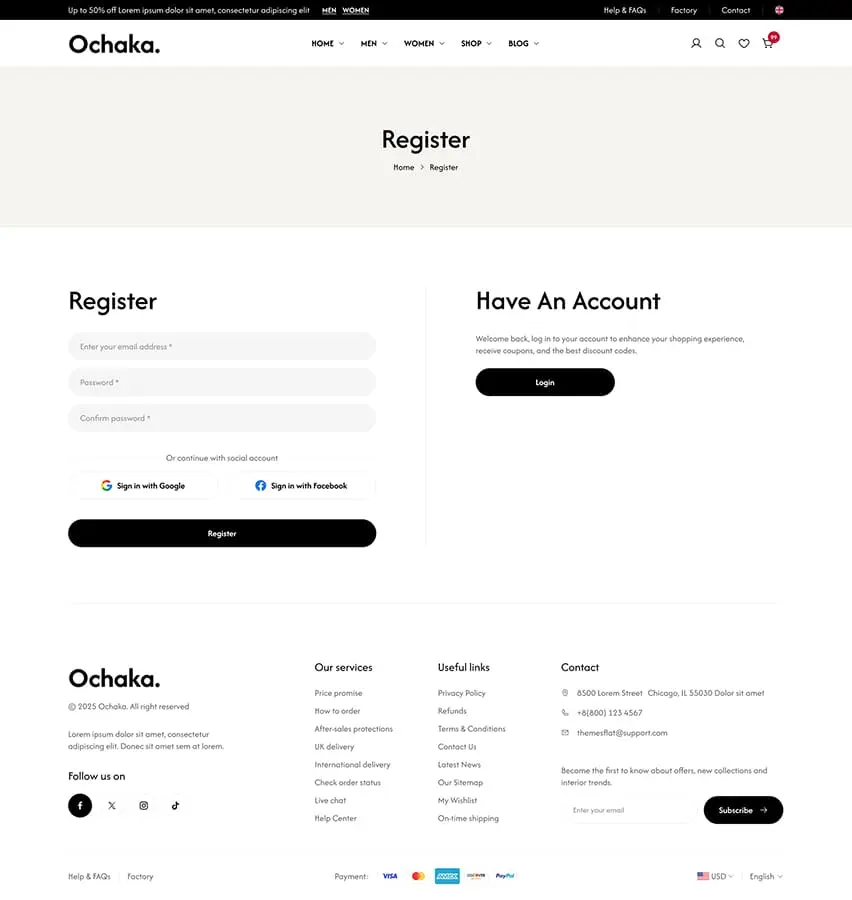 Up to 50% off Lorem ipsum dolor sit amet, consectetur adipiscing elit MEN WOMEN
Help & FAQs Factory Contact
Ochaka.
HOME MEN WOMEN SHOP BLOG
99
Register
Home > Register
Register
Enter your email address *
Password *
Confirm password *
Or continue with social account
Sign in with Google
Sign in with Facebook
Register
Have An Account
Welcome back, log in to your account to enhance your shopping experience,
receive coupons, and the best discount codes.
Login
Ochaka.
© 2025 Ochaka. All right reserved
Lorem ipsum dolor sit amet, consectetur
adipiscing elit. Donec sit amet sem at lorem.
Follow us on
Our services
Price promise
How to order
After-sales protections
UK delivery
International delivery
Check order status
Live chat
Help Center
Useful links
Privacy Policy
Refunds
Terms & Conditions
Contact Us
Latest News
Our Sitemap
My Wishlist
On-time shipping
Contact
8500 Lorem Street Chicago, IL 55030 Dolor sit amet
+8(800) 123 4567
themesflat@support.com
Become the first to know about offers, new collections and
interior trends.
Enter your email
Subscribe
Help & FAQs Factory
Payment: VISA PayPal
USD English